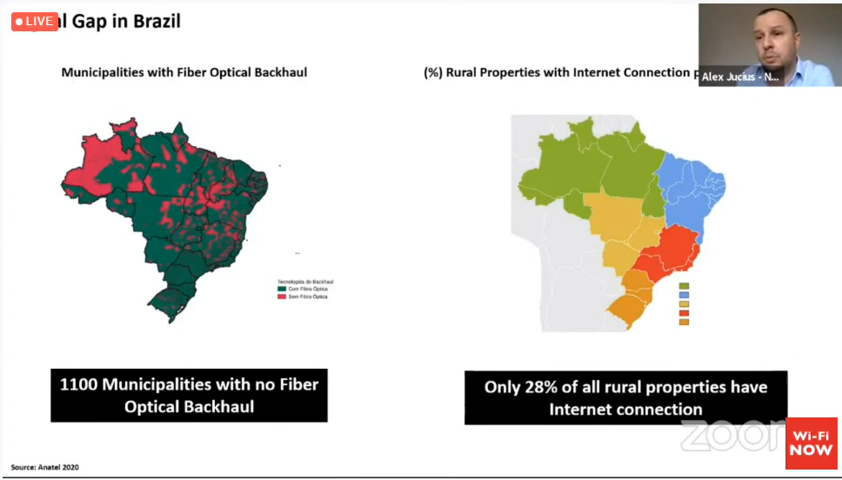 LIVE
al Gap in Brazil
Municipalities with Fiber Optical Backhaul
(%) Rural Properties with Internet Connection p
Alex Jucius - N...
Tecnologia do Backhaul
Com Fibra Óptica
Sem Fibra Óptica
1100 Municipalities with no Fiber
Optical Backhaul
Only 28% of all rural properties have
Internet connection
zoom
Wi-Fi
NOW
Source: Anatel 2020